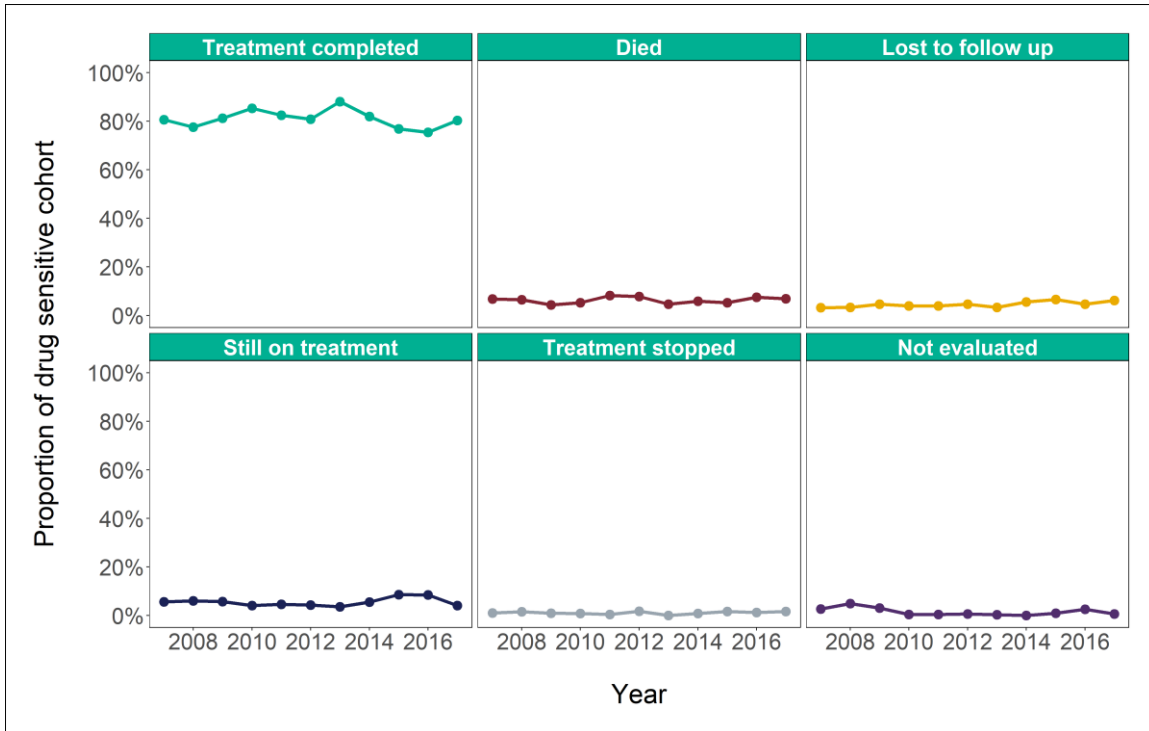 Treatment completed
Died
Lost to follow up
100%
80%
60%
40%
20%
0%
Still on treatment
Treatment stopped
Not evaluated
100%
80%
60%
40%
20%
0%
2008 2010 2012 2014 2016
2008 2010 2012 2014 2016
2008 2010 2012 2014 2016
Proportion of drug sensitive cohort
Year